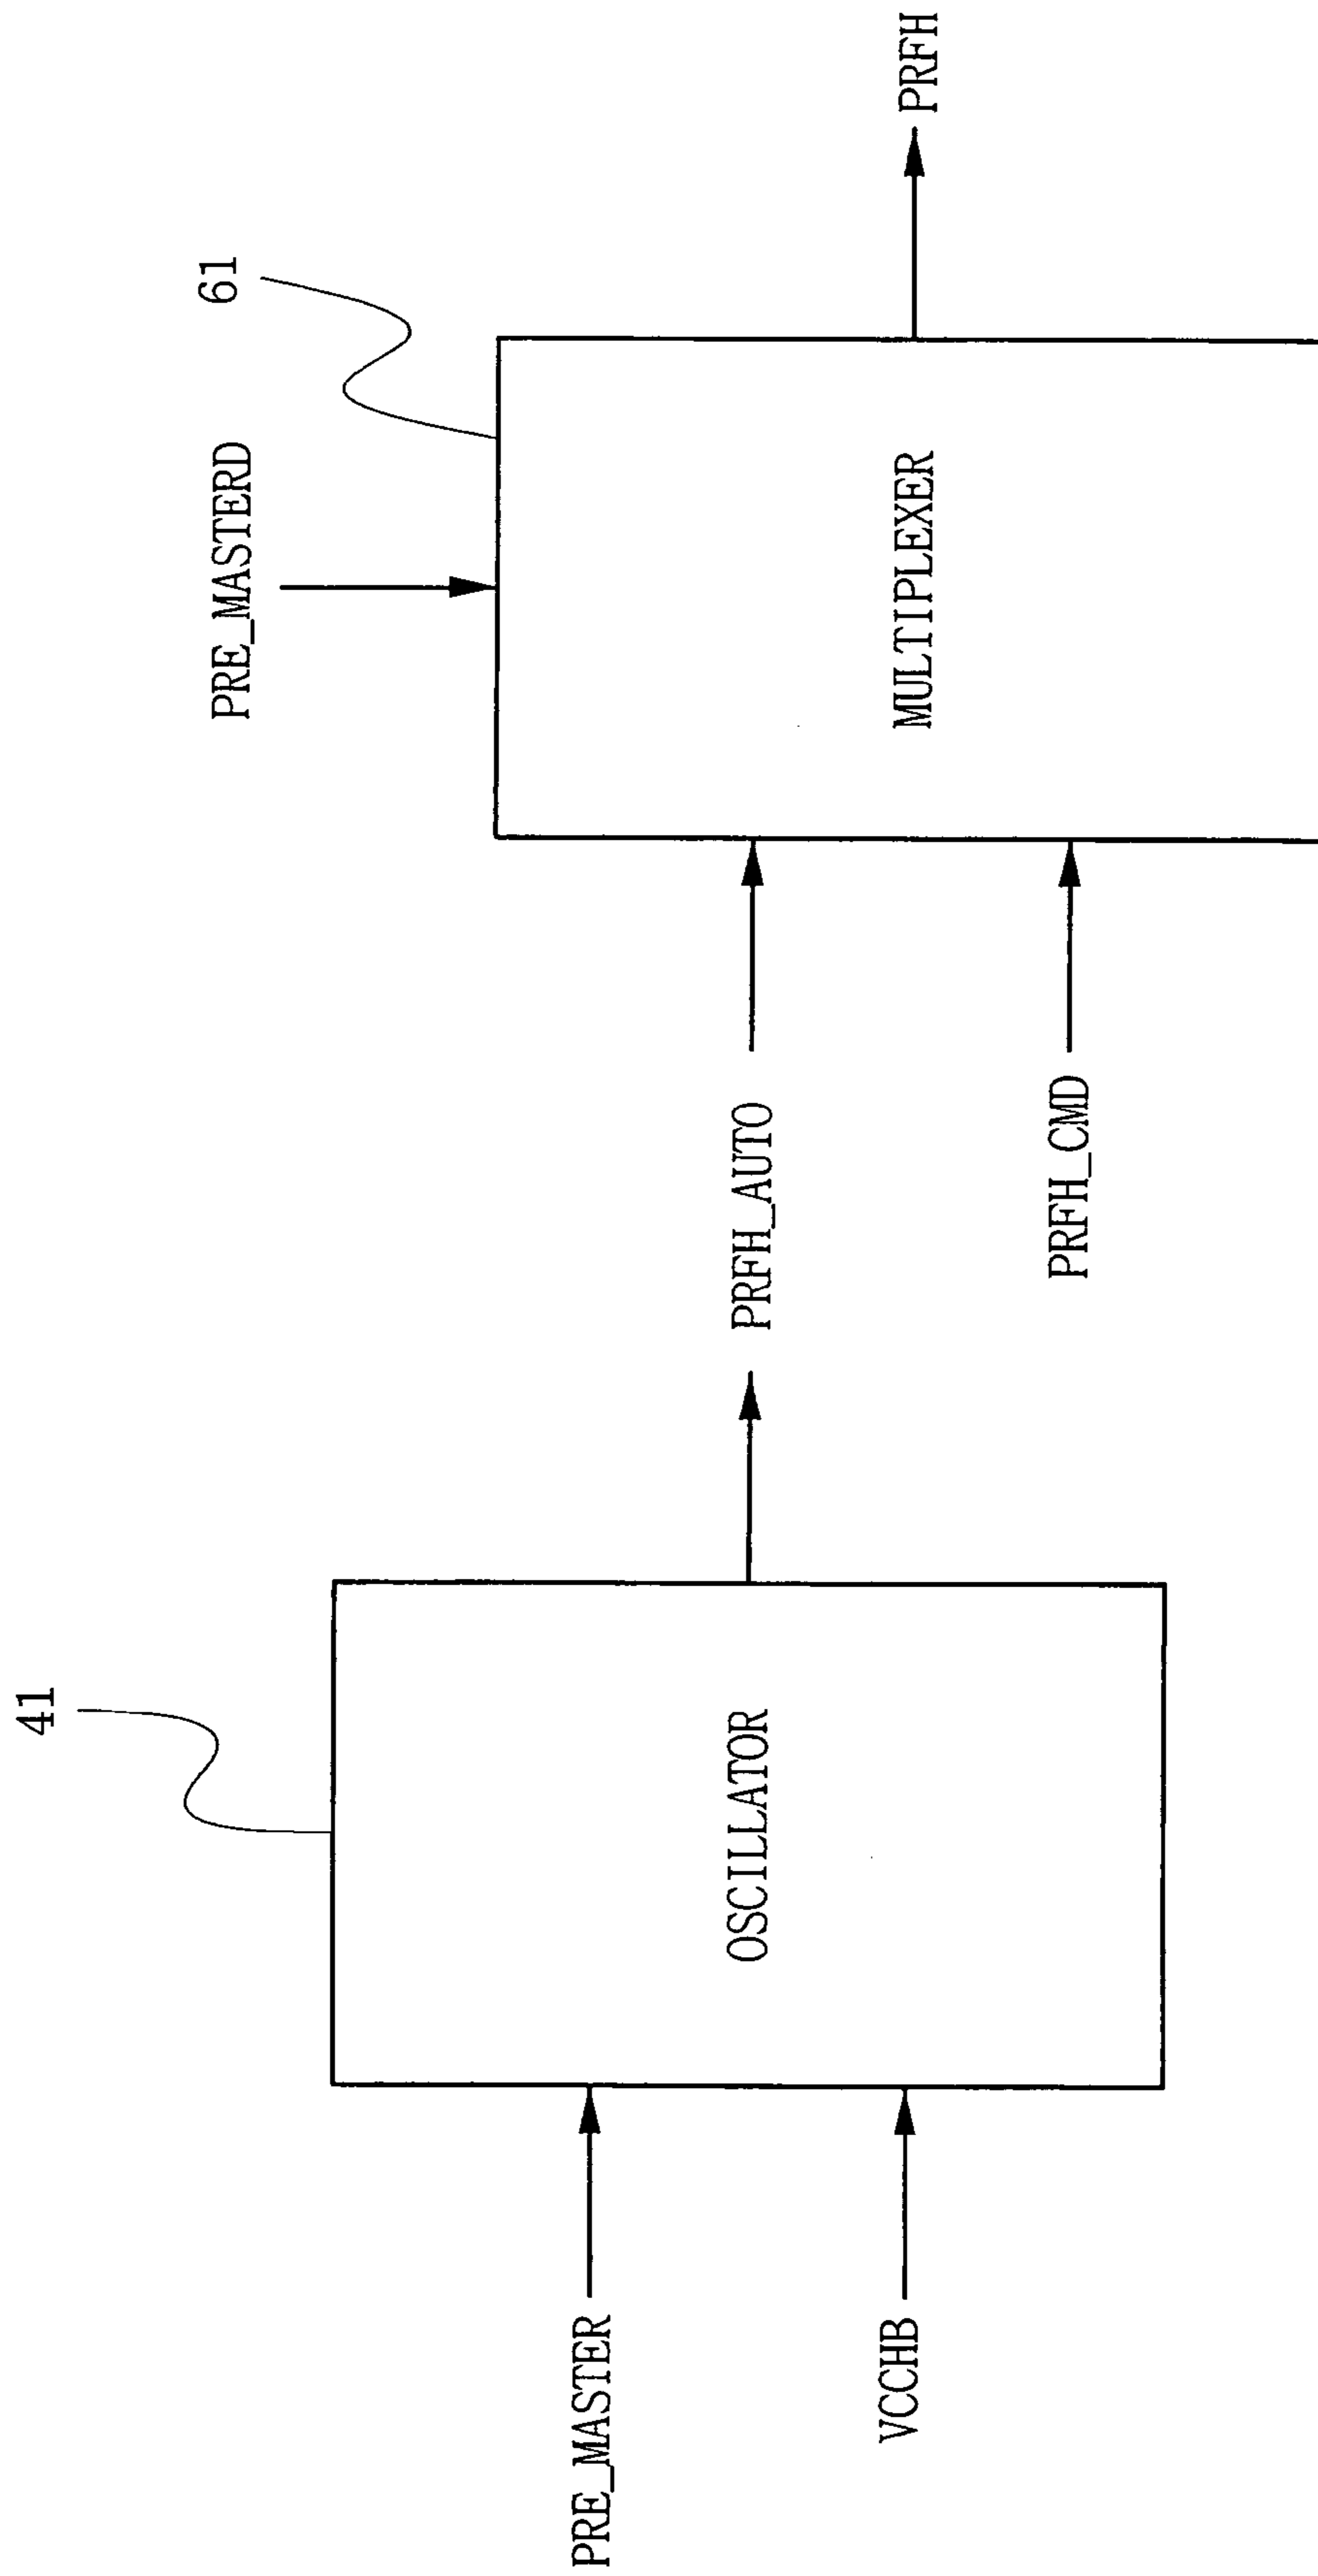 41
PRE_MASTER
VCCHB
OSCILLATOR
PRFH_AUTO
PRFH_CMD
PRE_MASTERD
61
MULTIPLEXER
PRFH